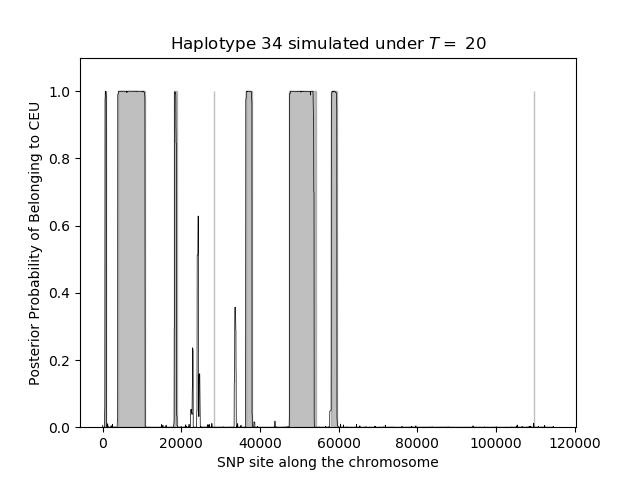 Haplotype 34 simulated under T = 20
Posterior Probability of Belonging to CEU
1.0
0.8
0.6
0.4
0.2
0.0
0 20000 40000 60000 80000 100000 120000
SNP site along the chromosome